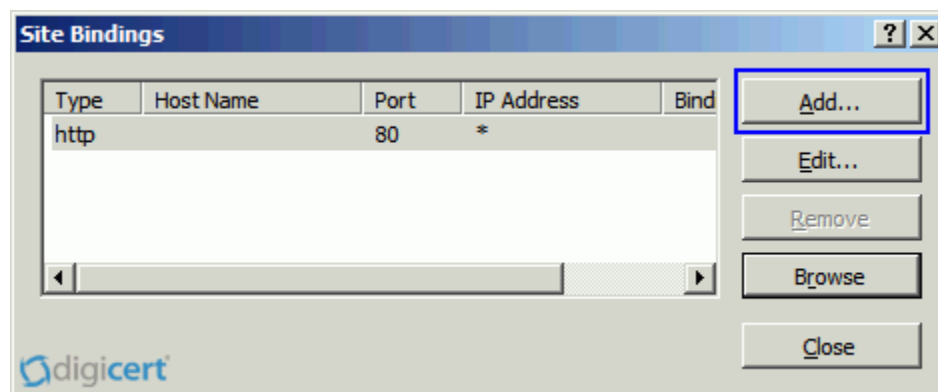 Site Bindings
? X
Type Host Name Port IP Address Bind
http 80 *
Add...
Edit...
Remove
Browse
Close
digicert